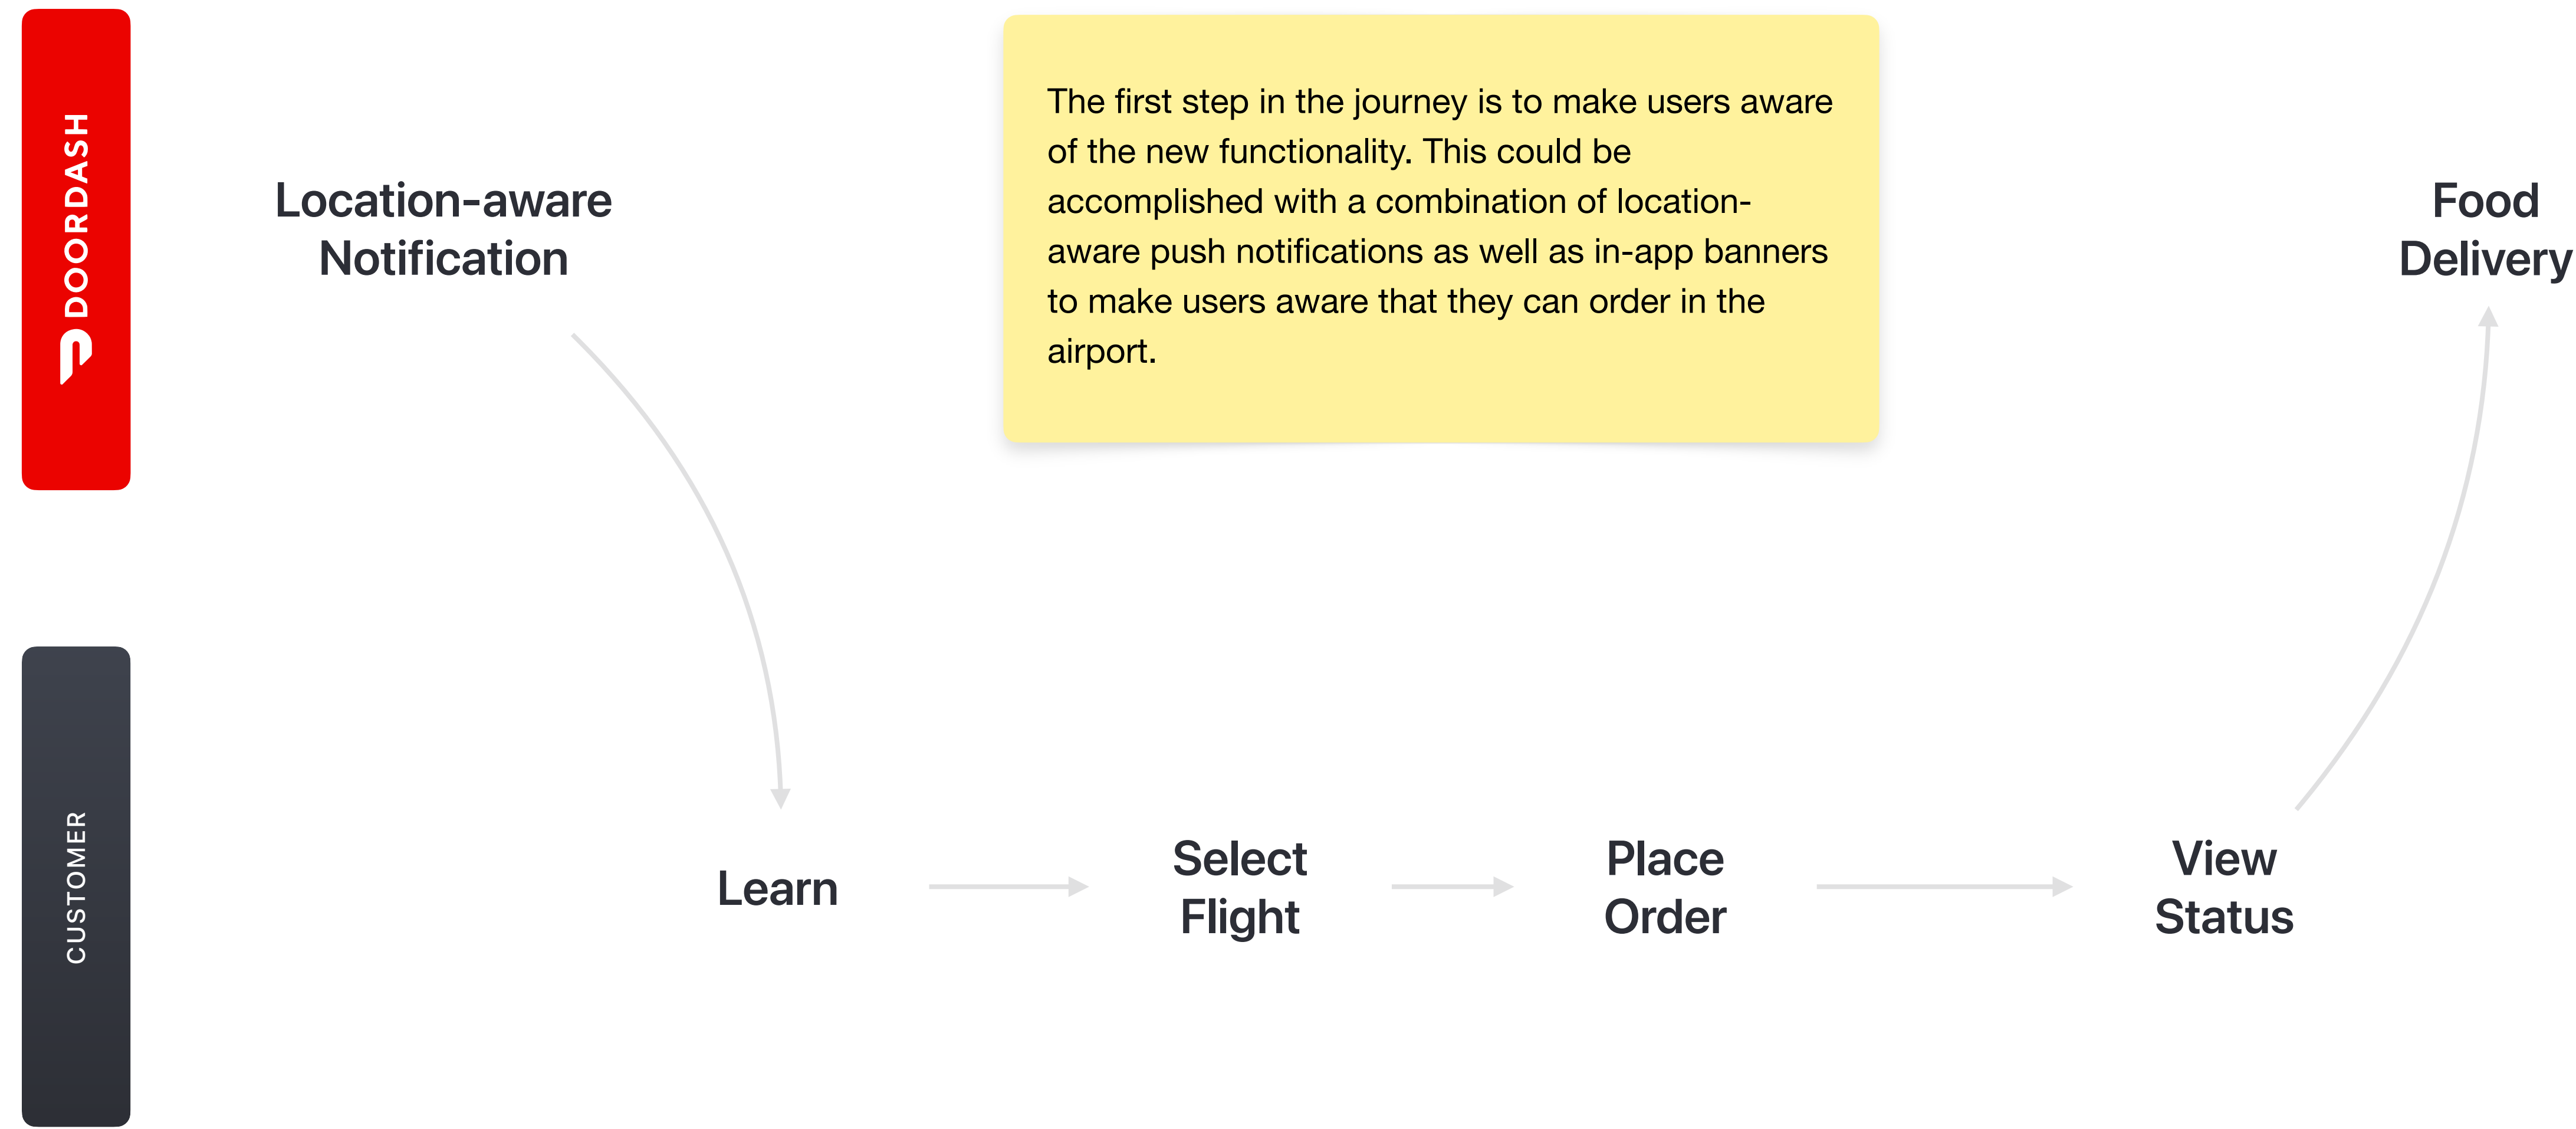 DOORDASH
Location-aware
Notification
The first step in the journey is to make users aware
of the new functionality. This could be
accomplished with a combination of location-
aware push notifications as well as in-app banners
to make users aware that they can order in the
airport.
Food
Delivery
CUSTOMER
Learn
Select
Flight
Place
Order
View
Status